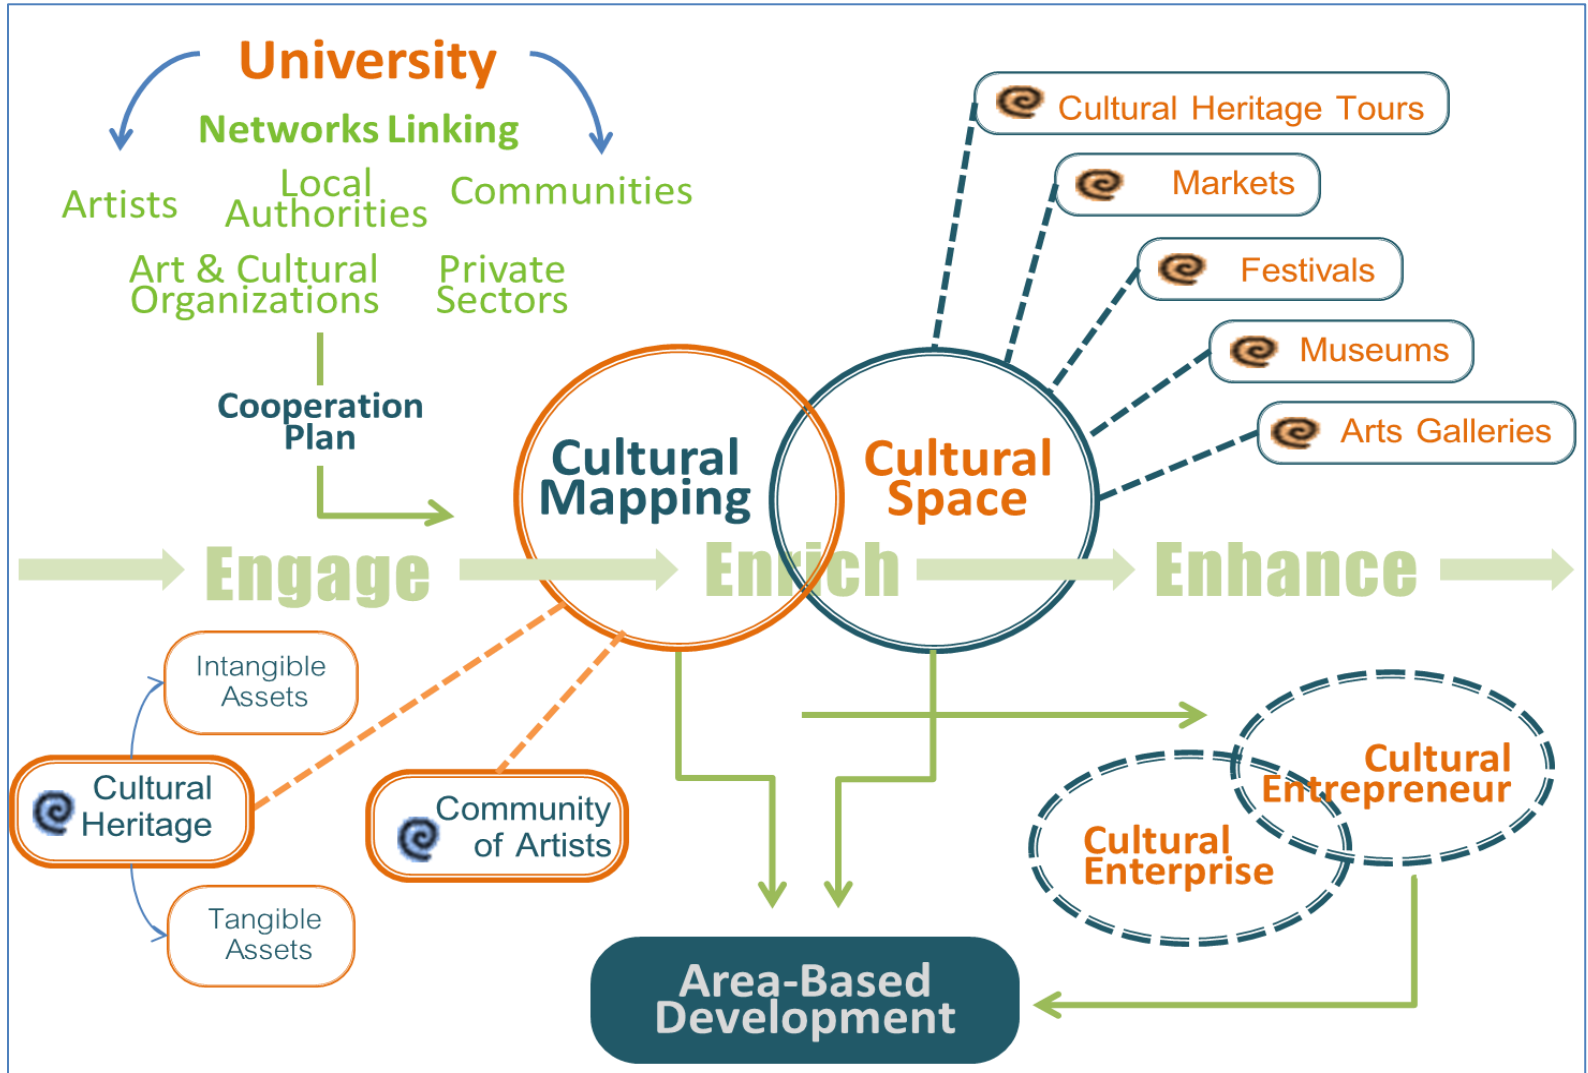 University
Networks Linking
Artists
Local
Authorities
Communities
Art & Cultural
Organizations
Private
Sectors
Cooperation
Plan
Cultural
Mapping
Cultural
Space
Cultural Heritage Tours
Markets
Festivals
Museums
Arts Galleries
Engage
Enrich
Enhance
Intangible
Assets
Cultural
Heritage
Tangible
Assets
Community
of Artists
Cultural
Entrepreneur
Cultural
Enterprise
Area-Based
Development